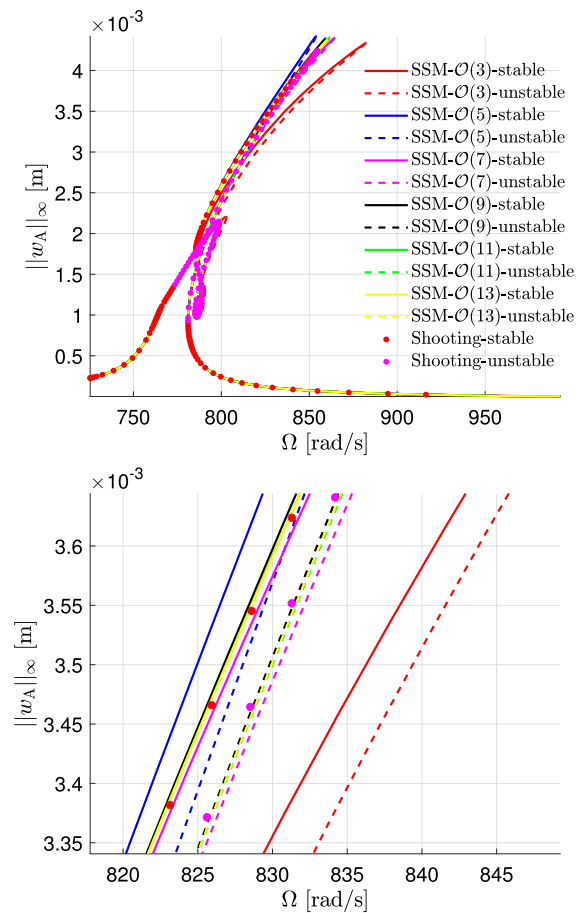 × 10⁻³
4
3.5
3
2.5
2
1.5
1
0.5
||w_A||_∞ [m]
SSM-𝒪(3)-stable
SSM-𝒪(3)-unstable
SSM-𝒪(5)-stable
SSM-𝒪(5)-unstable
SSM-𝒪(7)-stable
SSM-𝒪(7)-unstable
SSM-𝒪(9)-stable
SSM-𝒪(9)-unstable
SSM-𝒪(11)-stable
SSM-𝒪(11)-unstable
SSM-𝒪(13)-stable
SSM-𝒪(13)-unstable
Shooting-stable
Shooting-unstable
750 800 850 900 950
Ω [rad/s]
× 10⁻³
3.6
3.55
3.5
3.45
3.4
3.35
||w_A||_∞ [m]
820 825 830 835 840 845
Ω [rad/s]